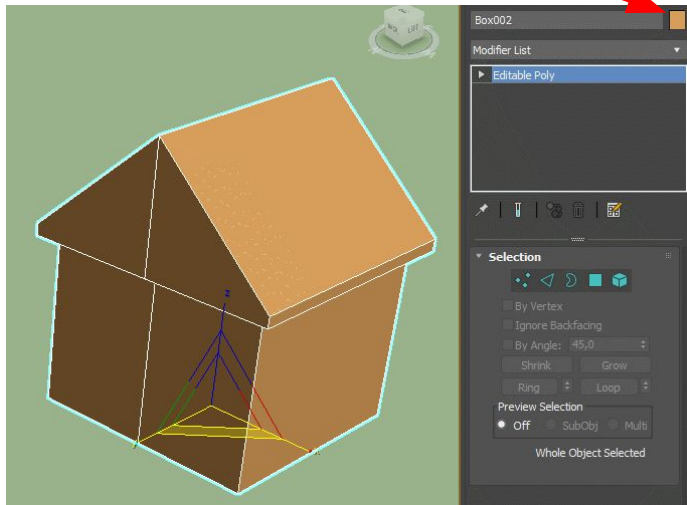 Box002
Modifier List
Editable Poly
Selection
By Vertex
Ignore Backfacing
By Angle: 45,0
Shrink Grow
Ring Loop
Preview Selection
Off SubObj Multi
Whole Object Selected
z